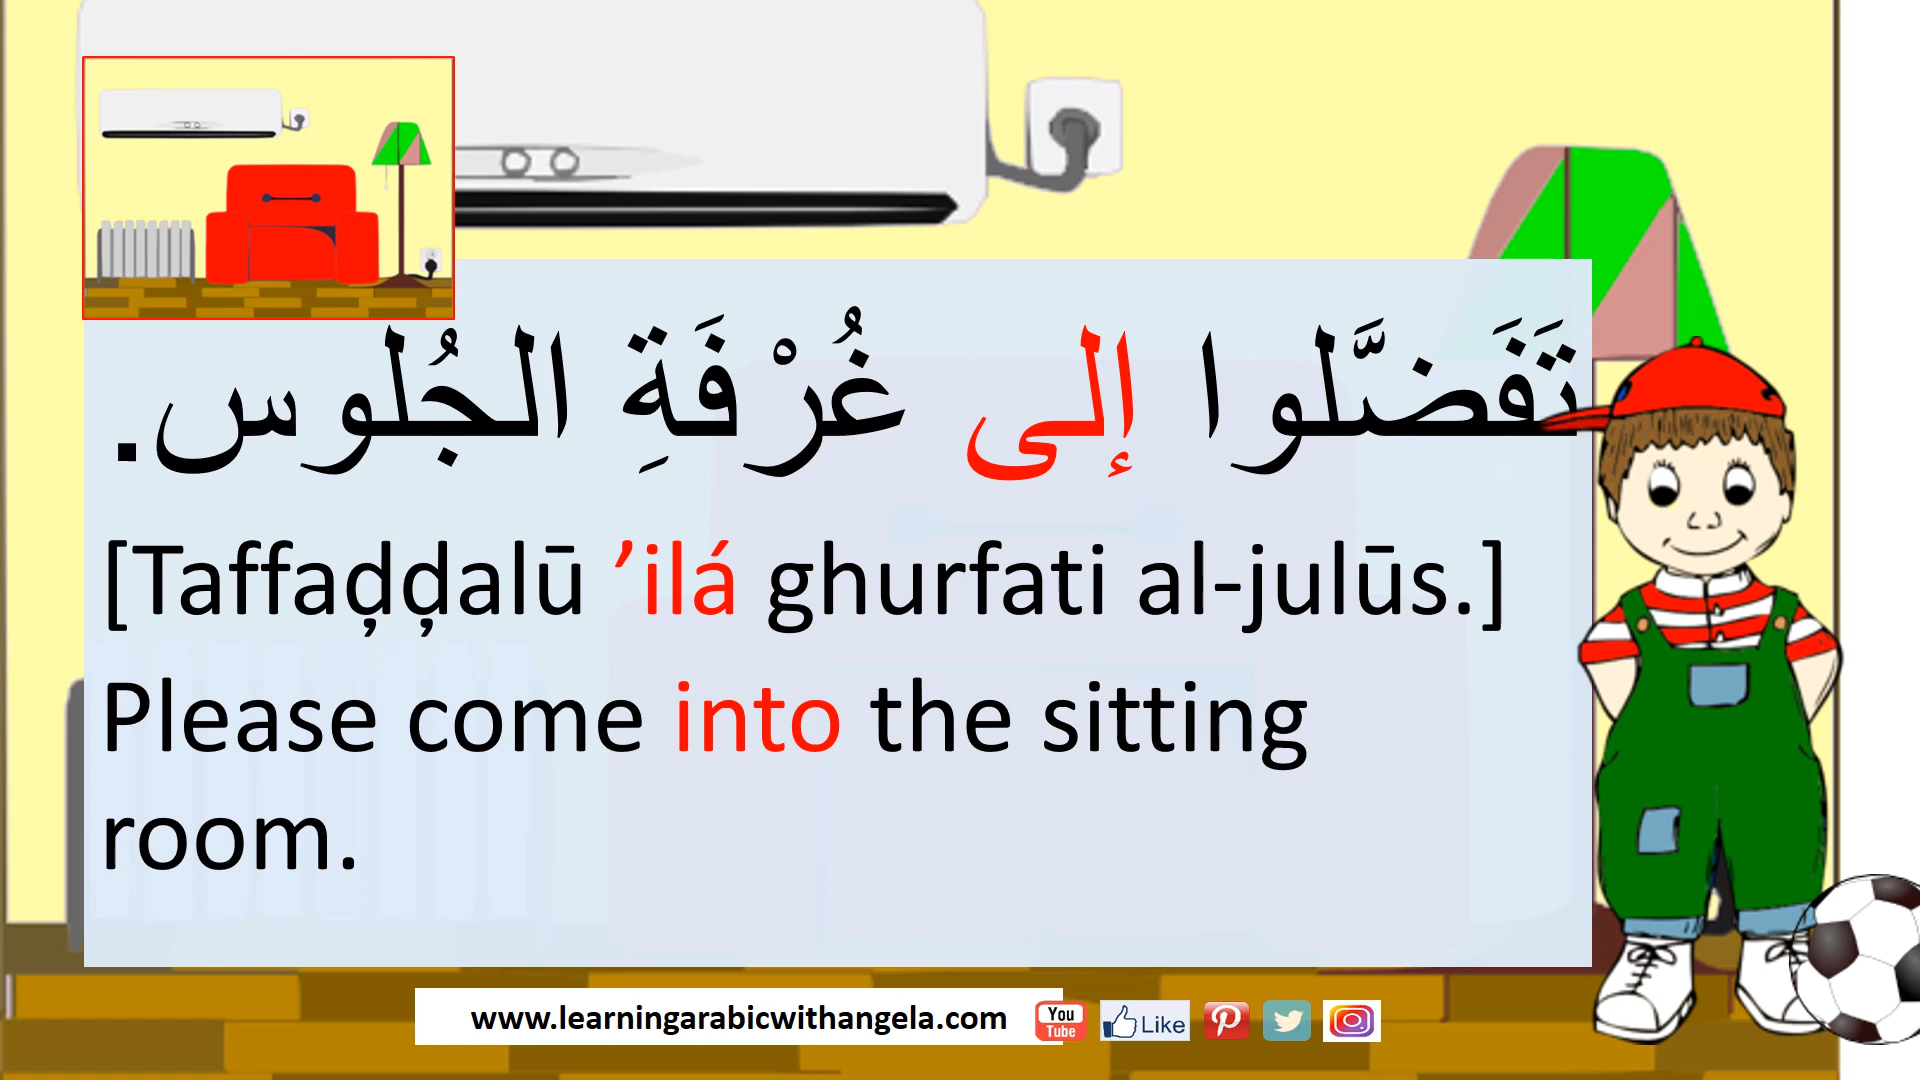 تَفَضَّلوا إلى غُرْفَةِ الجُلوس.
[Taffaḍḍalū ’ilá ghurfati al-julūs.]
Please come into the sitting
room.
www.learningarabicwithangela.com
You
Tube
Like